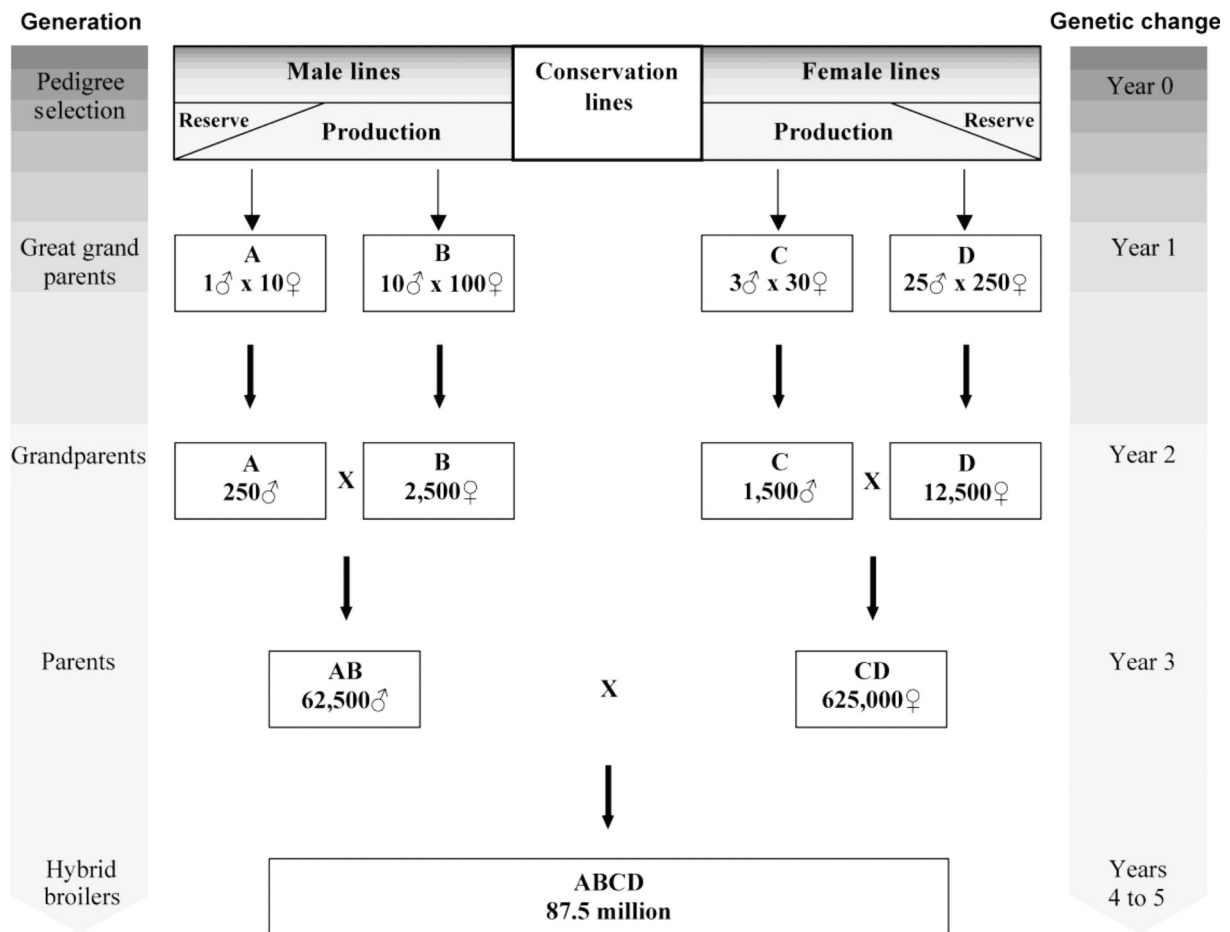 Generation
Genetic change
Pedigree
selection
Male lines
Conservation
lines
Female lines
Year 0
Reserve
Production
Production
Reserve
Great grand
parents
A
1♂ x 10♀
B
10♂ x 100♀
C
3♂ x 30♀
D
25♂ x 250♀
Year 1
Grandparents
A
250♂
X
B
2,500♀
C
1,500♂
X
D
12,500♀
Year 2
Parents
AB
62,500♂
X
CD
625,000♀
Year 3
Hybrid
broilers
ABCD
87.5 million
Years
4 to 5